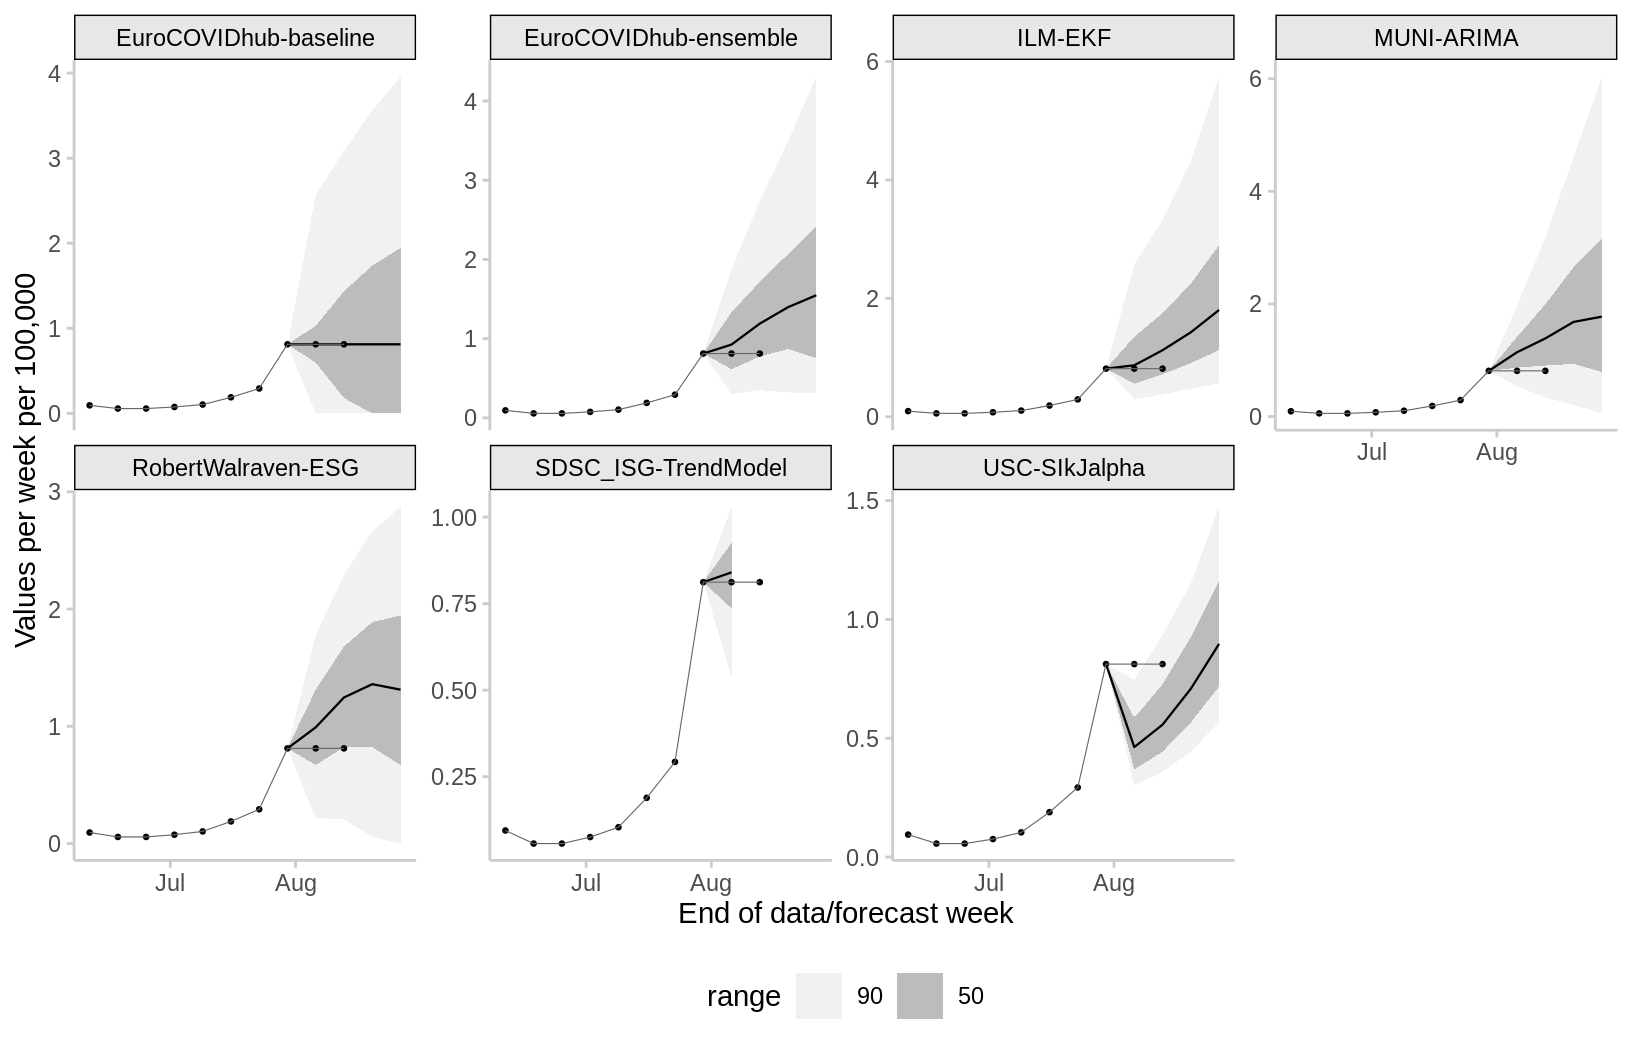 EuroCOVIDhub-baseline
EuroCOVIDhub-ensemble
ILM-EKF
MUNI-ARIMA
4
3
2
1
0
4
3
2
1
0
6
4
2
0
6
4
2
0
Jul
Aug
Values per week per 100,000
RobertWalraven-ESG
SDSC_ISG-TrendModel
USC-SIkJalpha
3
2
1
0
Jul
Aug
1.00
0.75
0.50
0.25
Jul
Aug
1.5
1.0
0.5
0.0
Jul
Aug
End of data/forecast week
range 90 50